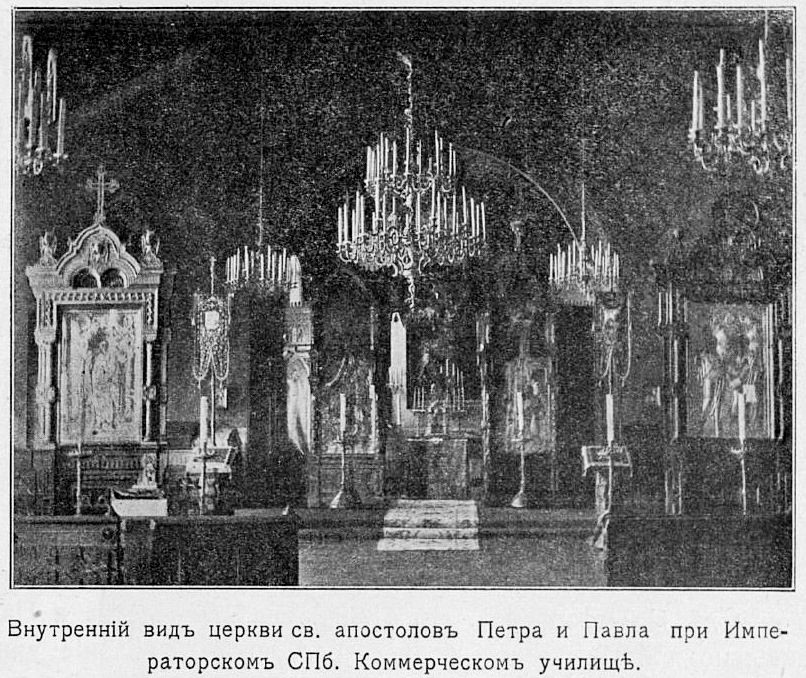 Внутренній видъ церкви св. апостоловъ Петра и Павла при Импе-
раторскомъ СПб. Коммерческомъ училищѣ.